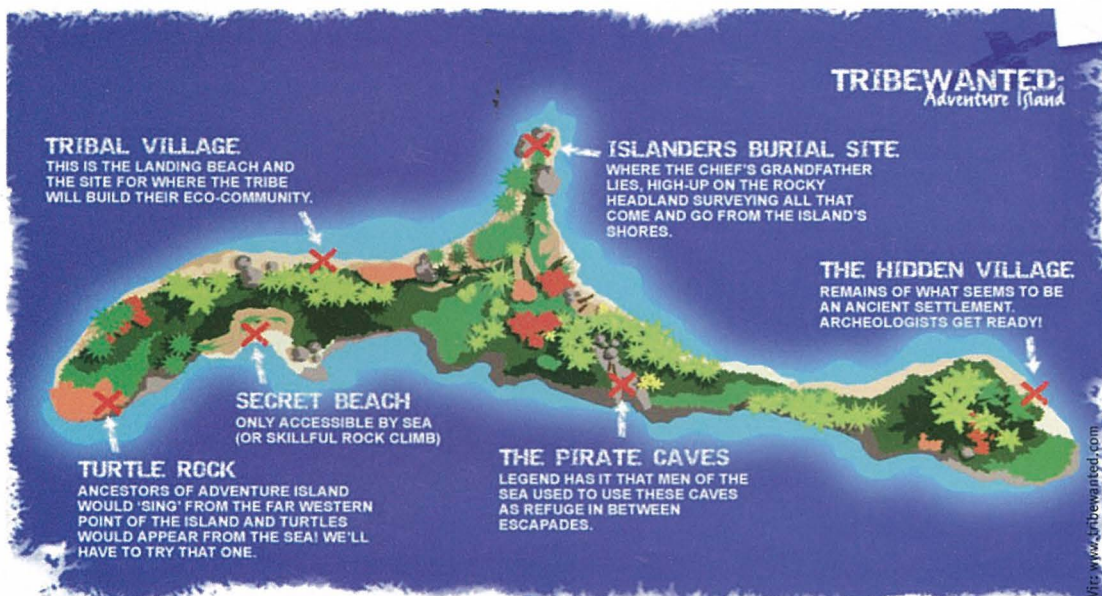 TRIBEWANTED:
Adventure Island
TRIBAL VILLAGE
THIS IS THE LANDING BEACH AND
THE SITE FOR WHERE THE TRIBE
WILL BUILD THEIR ECO-COMMUNITY.
ISLANDERS BURIAL SITE
WHERE THE CHIEF'S GRANDFATHER
LIES, HIGH-UP ON THE ROCKY
HEADLAND SURVEYING ALL THAT
COME AND GO FROM THE ISLAND'S
SHORES.
THE HIDDEN VILLAGE
REMAINS OF WHAT SEEMS TO BE
AN ANCIENT SETTLEMENT.
ARCHEOLOGISTS GET READY!
SECRET BEACH
ONLY ACCESSIBLE BY SEA
(OR SKILLFUL ROCK CLIMB)
TURTLE ROCK
ANCESTORS OF ADVENTURE ISLAND
WOULD 'SING' FROM THE FAR WESTERN
POINT OF THE ISLAND AND TURTLES
WOULD APPEAR FROM THE SEA! WE'LL
HAVE TO TRY THAT ONE.
THE PIRATE CAVES
LEGEND HAS IT THAT MEN OF THE
SEA USED TO USE THESE CAVES
AS REFUGE IN BETWEEN
ESCAPADES.
Vir: www.tribewanted.com